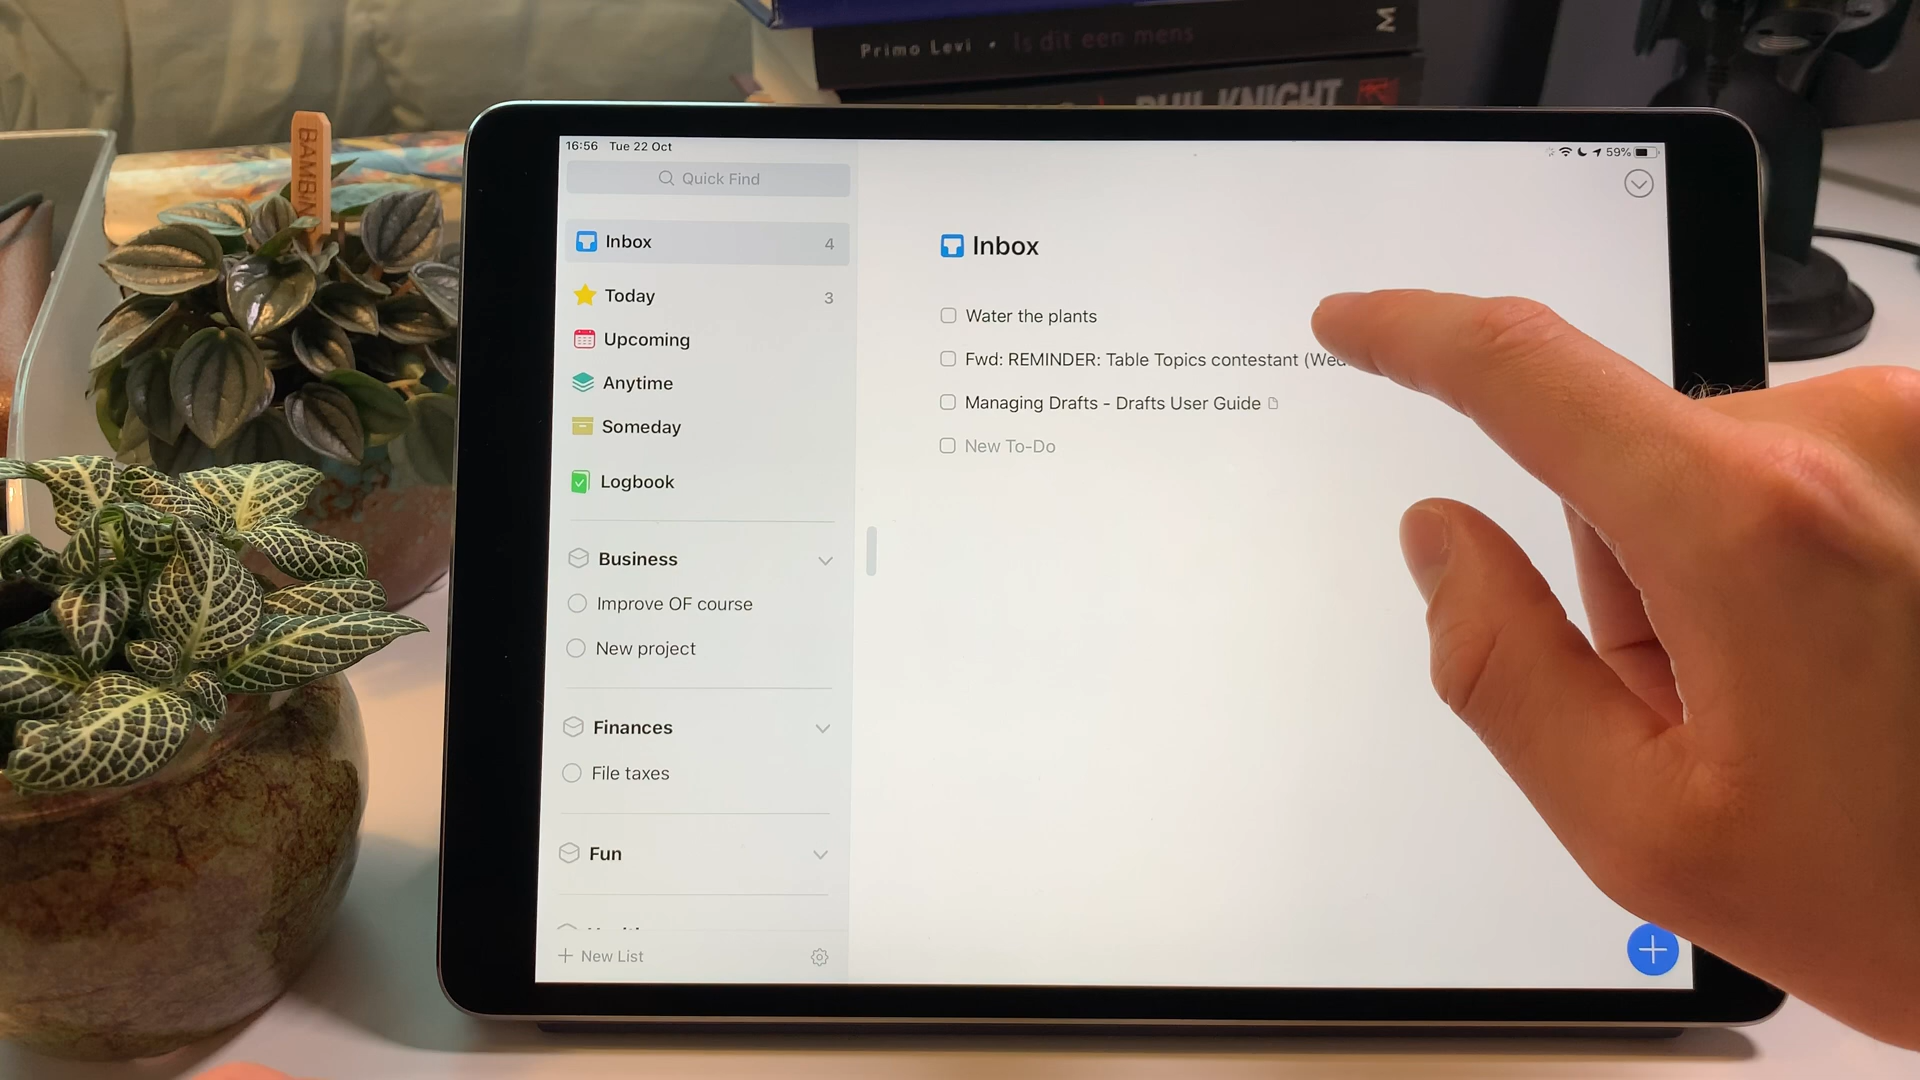 Primo Levi • Is dit een mens
M
PHIL KNIGHT
BAMBIN
16:56 Tue 22 Oct
59%
Quick Find
Inbox 4
Today 3
Upcoming
Anytime
Someday
Logbook
Business
Improve OF course
New project
Finances
File taxes
Fun
New List
Inbox
Water the plants
Fwd: REMINDER: Table Topics contestant (Wed
Managing Drafts - Drafts User Guide
New To-Do